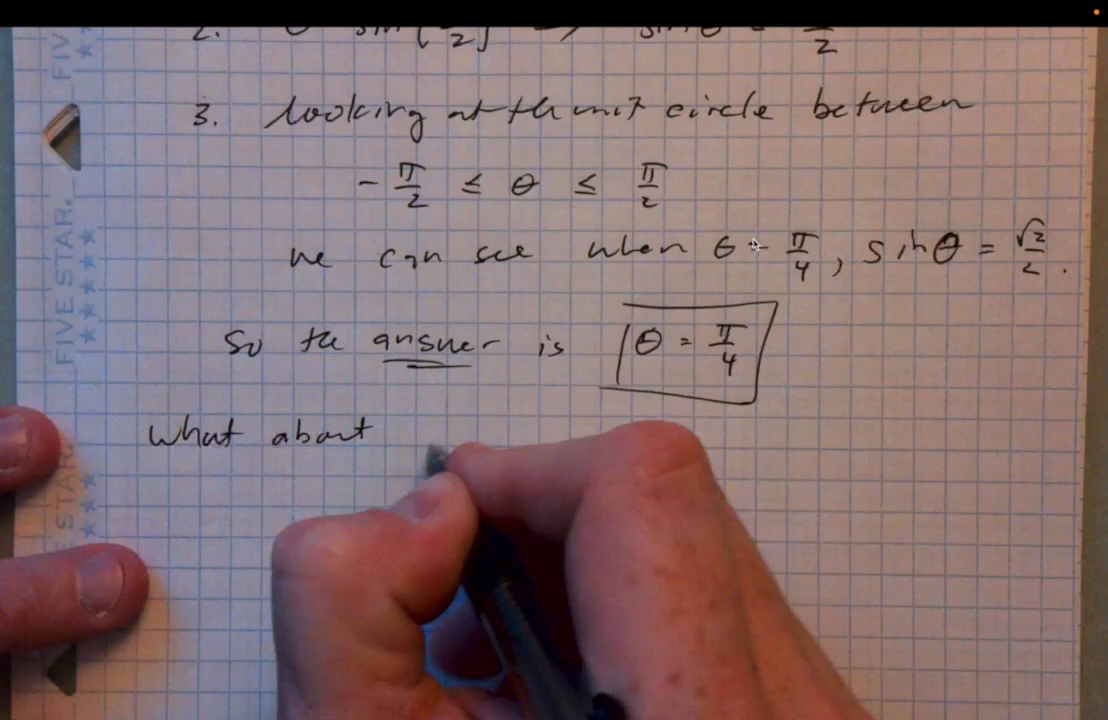 3. looking at the unit circle between
- π/2 ≤ θ ≤ π/2
we can see when θ = π/4, sinθ = √2/2.
So the answer is θ = π/4
What about
FIVE STAR.